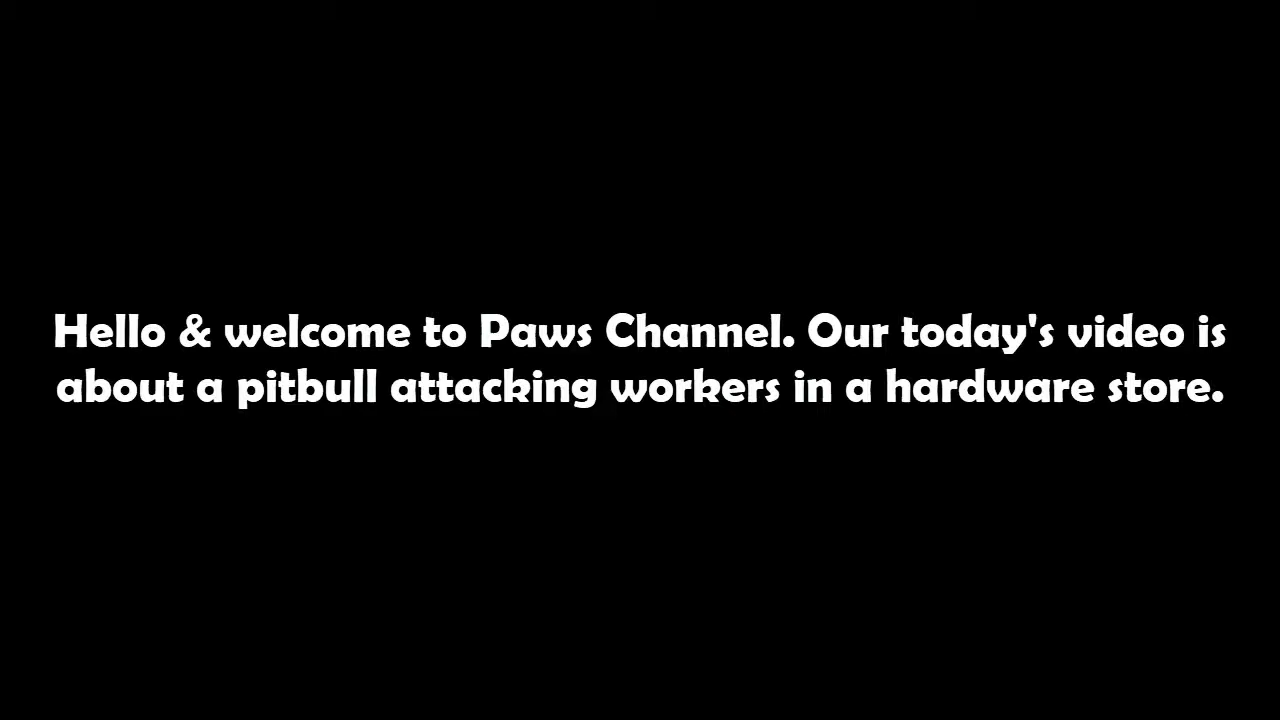 Hello & welcome to Paws Channel. Our today's video is
about a pitbull attacking workers in a hardware store.